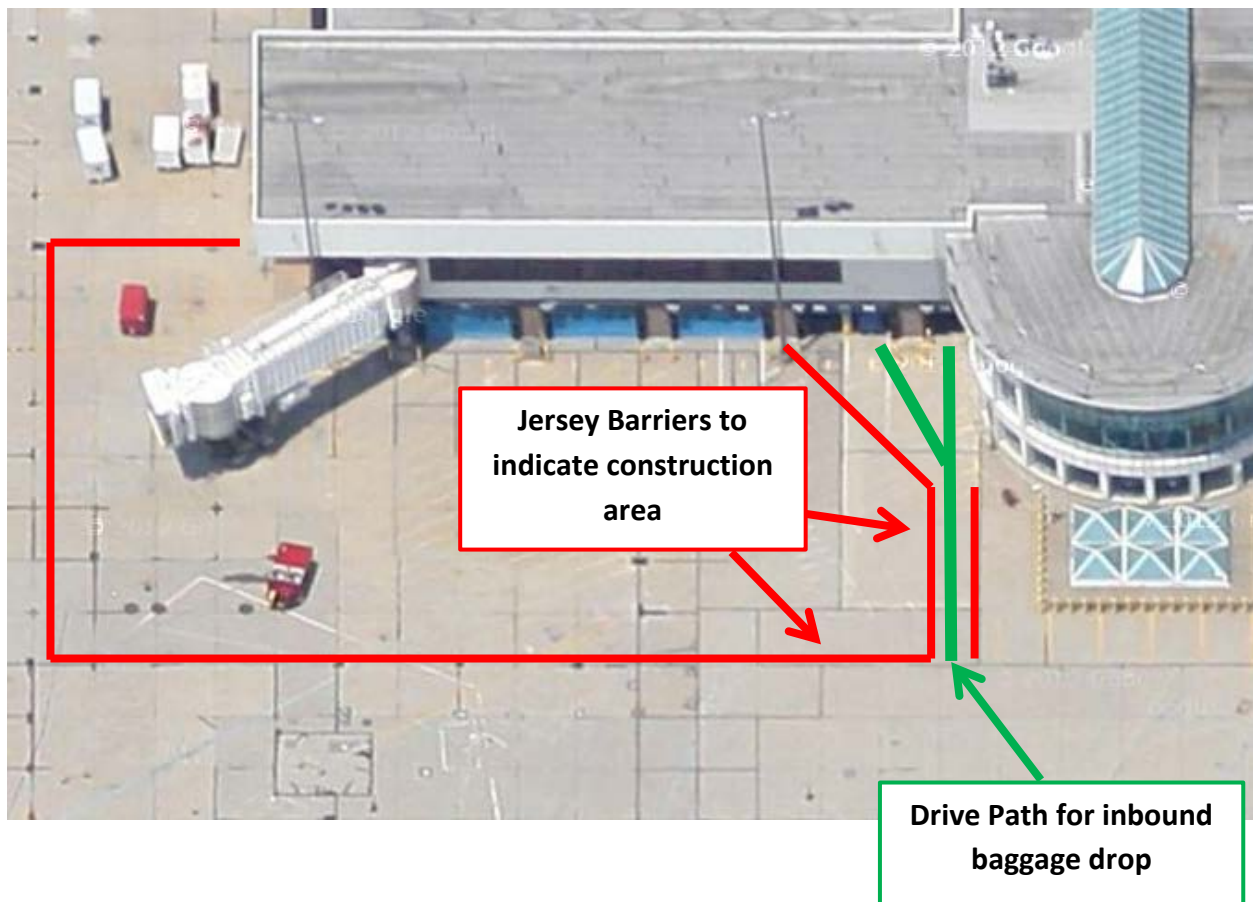 Jersey Barriers to
indicate construction
area
Drive Path for inbound
baggage drop